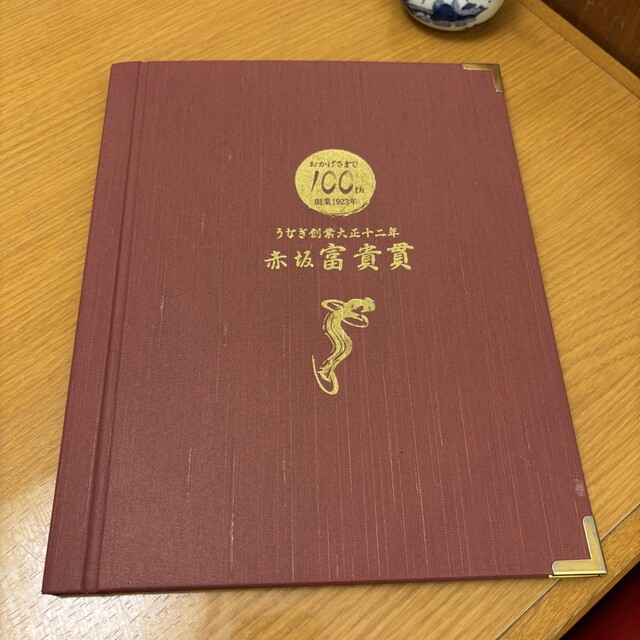 おかげさまで
100th
創業1923年
うなぎ創業大正十二年
赤坂富貴貫